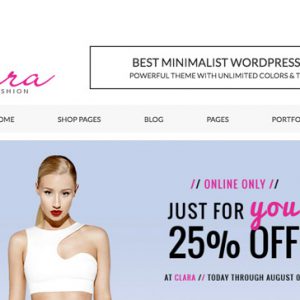 BEST MINIMALIST WORDPRESS
POWERFUL THEME WITH UNLIMITED COLORS & T
ara
SHION
OME SHOP PAGES BLOG PAGES PORTFO
// ONLINE ONLY //
JUST FOR you
25% OFF
AT CLARA // TODAY THROUGH AUGUST 0